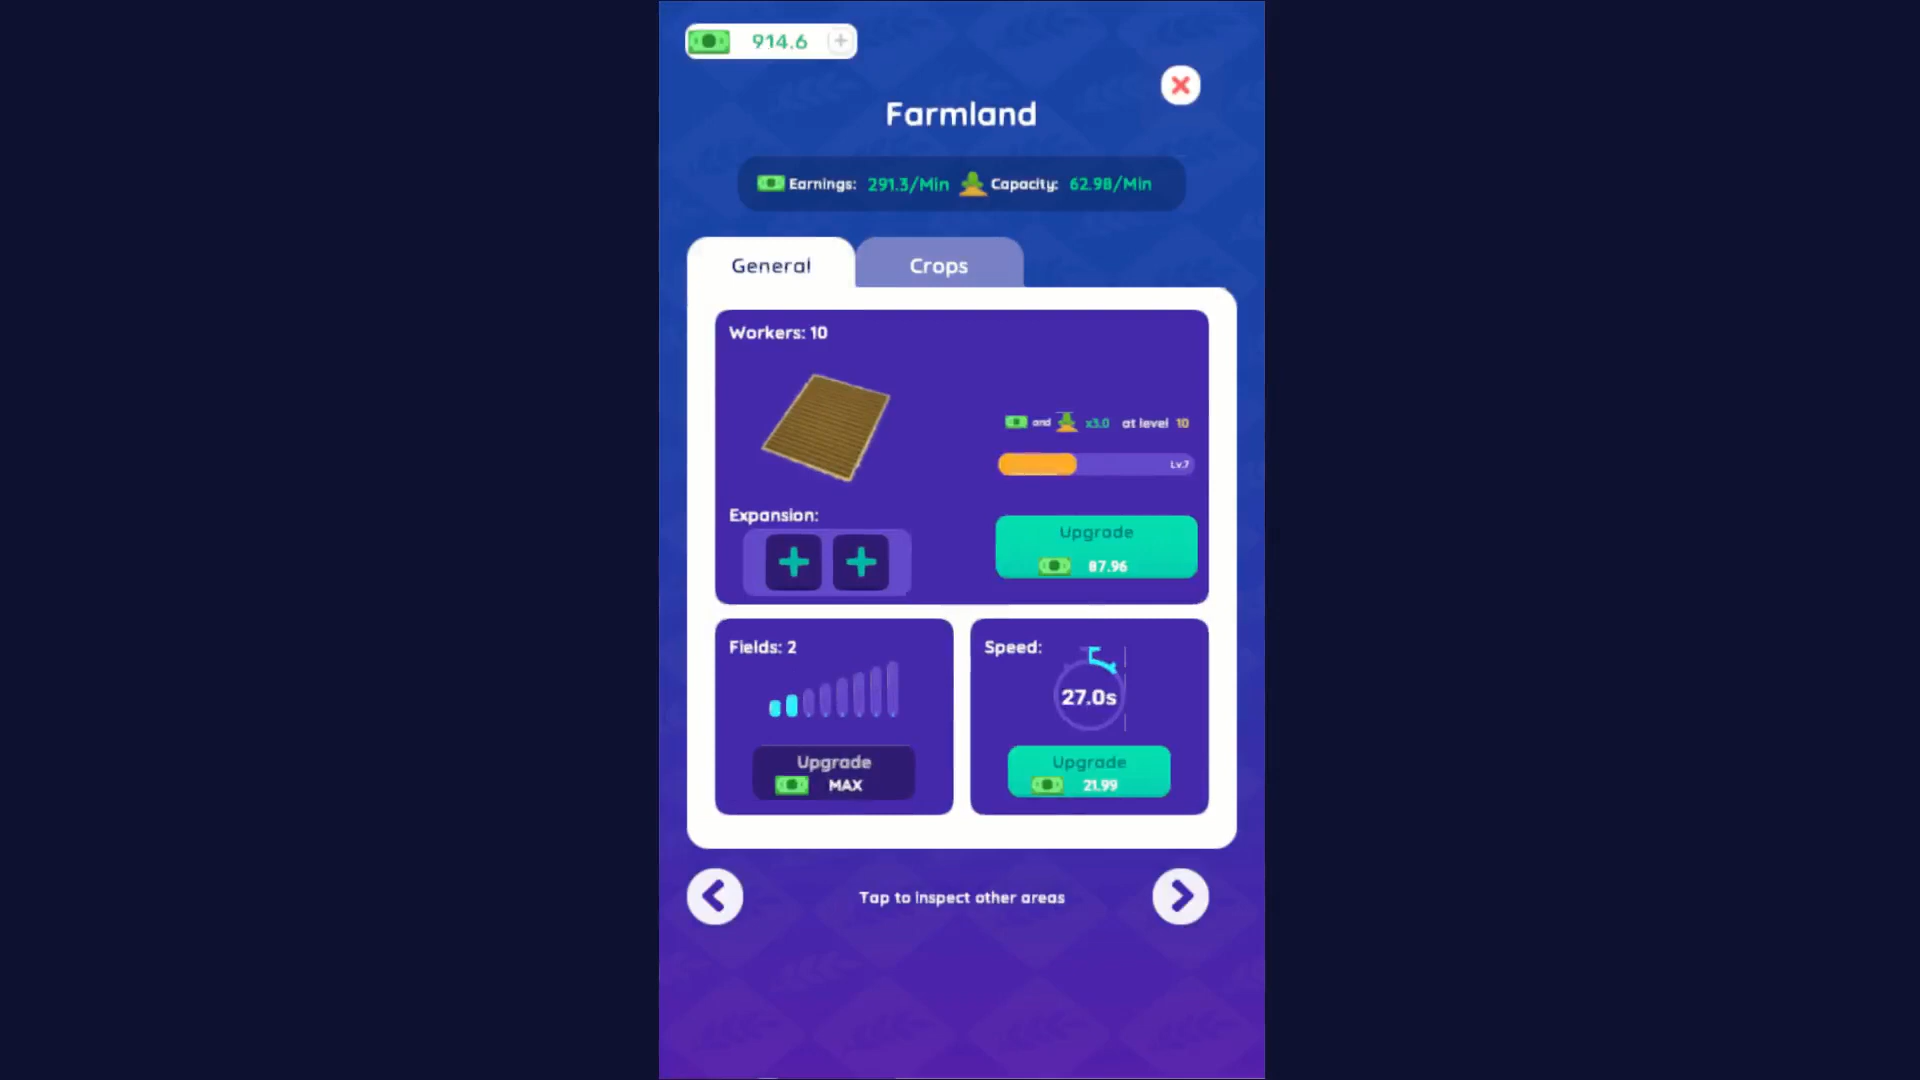 914.6
Farmland
Earnings: 291.3/Min Capacity: 62.98/Min
General Crops
Workers: 10
and x3.0 at level 10
Lv.7
Expansion:
Upgrade
87.96
Fields: 2
Upgrade
MAX
Speed:
27.0s
Upgrade
21.99
Tap to inspect other areas